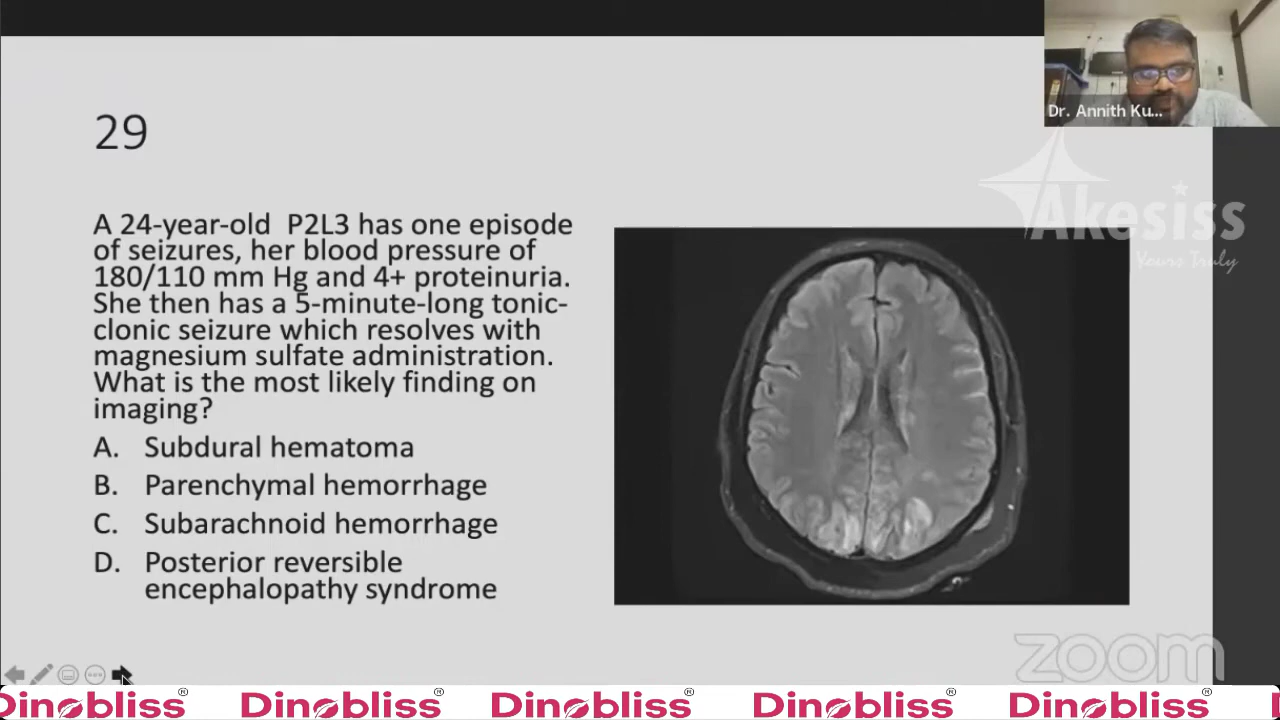 Dr. Annith Ku...
29
Akesiss
Yours Truly
A 24-year-old P2L3 has one episode
of seizures, her blood pressure of
180/110 mm Hg and 4+ proteinuria.
She then has a 5-minute-long tonic-
clonic seizure which resolves with
magnesium sulfate administration.
What is the most likely finding on
imaging?
A. Subdural hematoma
B. Parenchymal hemorrhage
C. Subarachnoid hemorrhage
D. Posterior reversible
encephalopathy syndrome
zoom
Dinobliss® Dinobliss® Dinobliss® Dinobliss® Dinobliss®